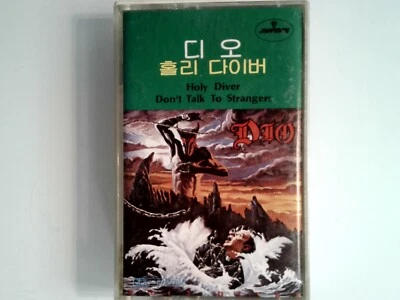 디오
홀리 다이버
Holy Diver
Don't Talk To Strangers
DIO